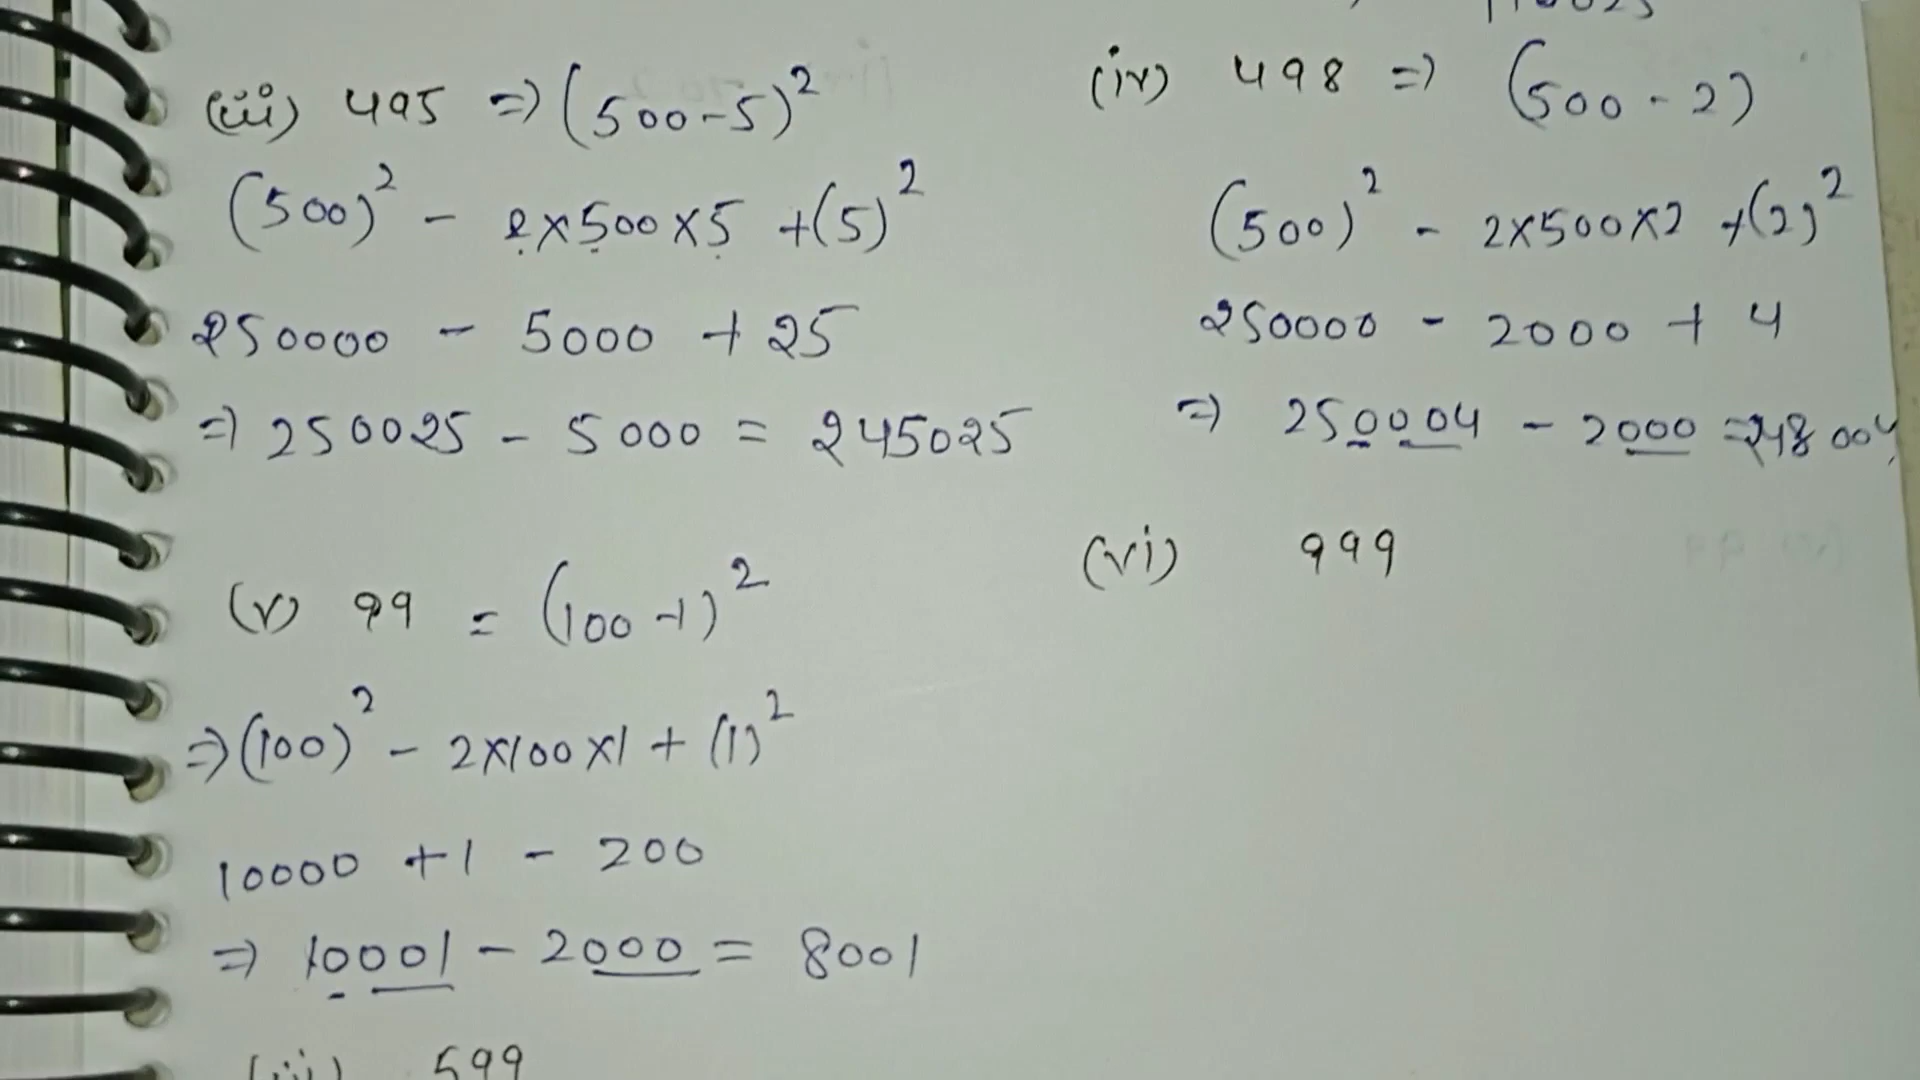 (iii) 495 ⇒ (500-5)²
(500)² - 2×500×5 +(5)²
250000 - 5000 + 25
⇒ 250025 - 5000 = 245025
(iv) 498 ⇒ (500-2)
(500)² - 2×500×2 +(2)²
250000 - 2000 + 4
⇒ 250004 - 2000 = 248004
(v) 99 = (100-1)²
⇒ (100)² - 2×100×1 + (1)²
10000 +1 - 200
⇒ 10001 - 2000 = 8001
(vi) 999
599